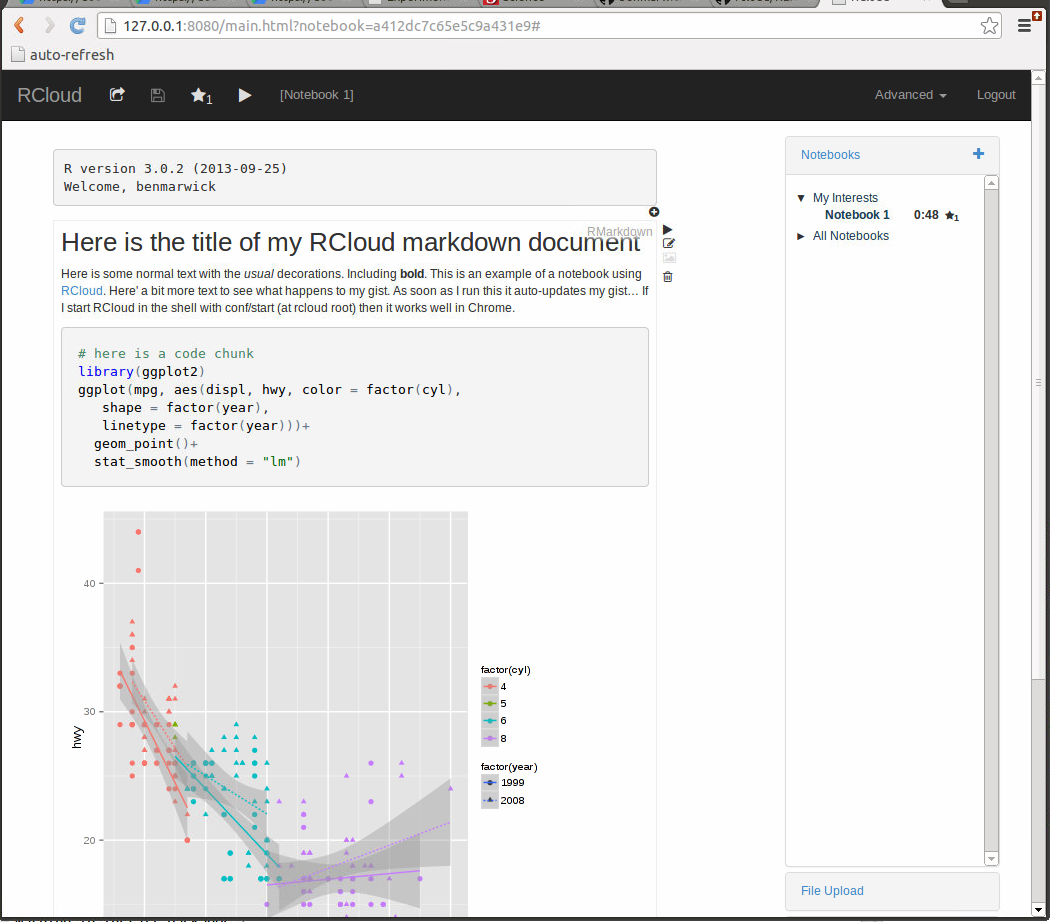 127.0.0.1:8080/main.html?notebook=a412dc7c65e5c9a431e9#
auto-refresh
RCloud
1
[Notebook 1]
Advanced
Logout
R version 3.0.2 (2013-09-25)
Welcome, benmarwick
RMarkdown
Here is the title of my RCloud markdown document
Here is some normal text with the usual decorations. Including bold. This is an example of a notebook using
RCloud. Here' a bit more text to see what happens to my gist. As soon as I run this it auto-updates my gist… If
I start RCloud in the shell with conf/start (at rcloud root) then it works well in Chrome.
# here is a code chunk
library(ggplot2)
ggplot(mpg, aes(displ, hwy, color = factor(cyl),
   shape = factor(year),
   linetype = factor(year)))+
  geom_point()+
  stat_smooth(method = "lm")
40
30
20
hwy
factor(cyl)
4
5
6
8
factor(year)
1999
2008
Notebooks
My Interests
Notebook 1 0:48 1
All Notebooks
File Upload